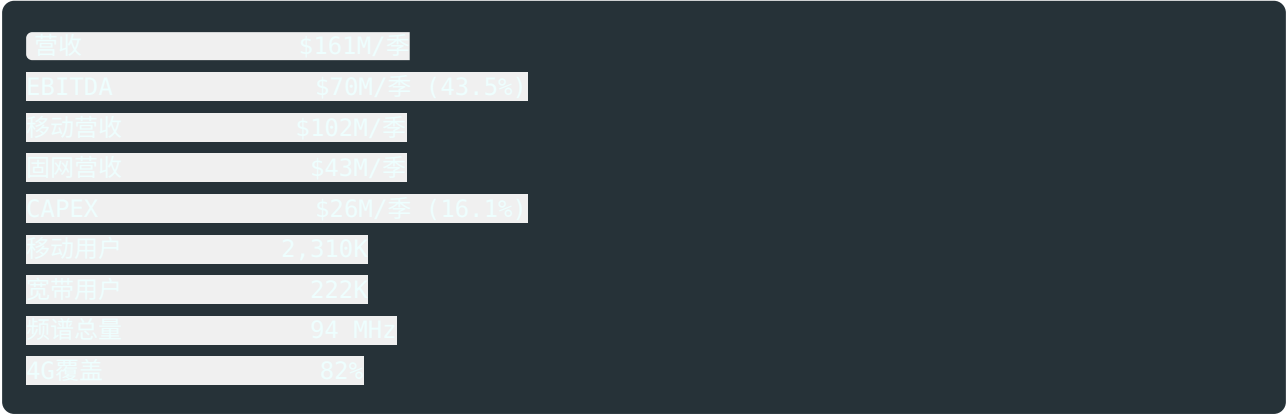 营收 $161M/季
EBITDA $70M/季 (43.5%)
移动营收 $102M/季
固网营收 $43M/季
CAPEX $26M/季 (16.1%)
移动用户 2,310K
宽带用户 222K
频谱总量 94 MHz
4G覆盖 82%